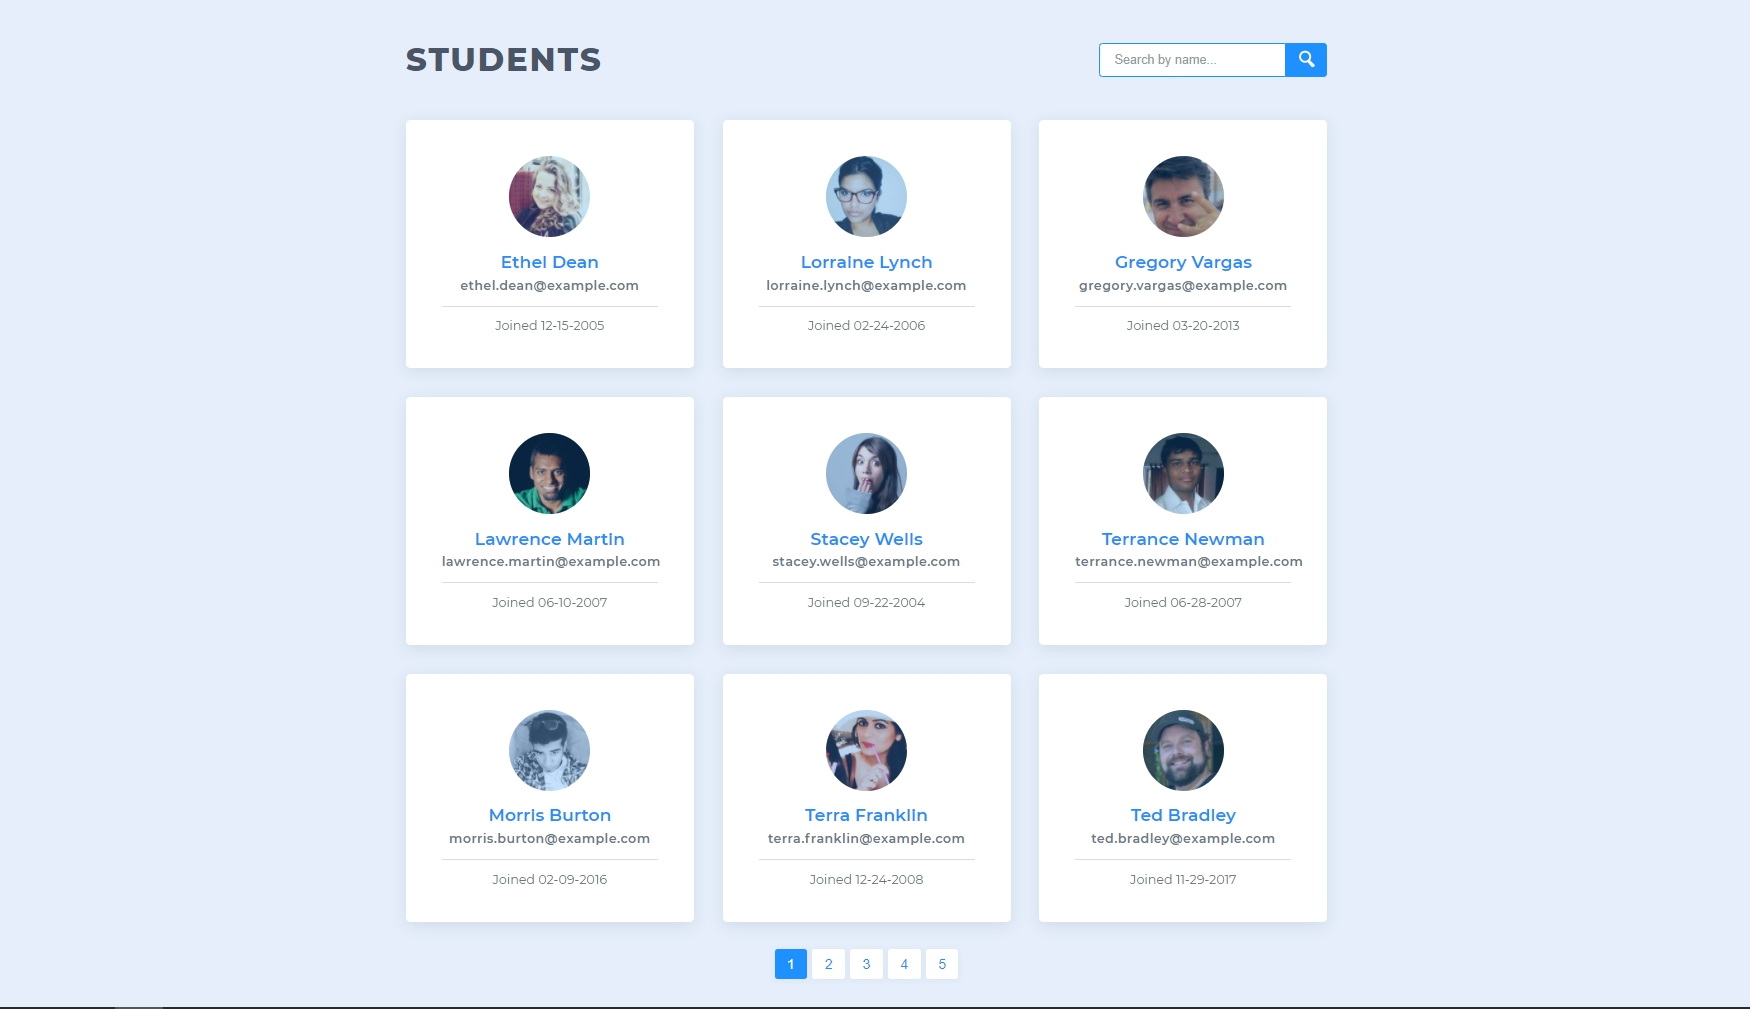 STUDENTS
Search by name...
Ethel Dean
ethel.dean@example.com
Joined 12-15-2005
Lorraine Lynch
lorraine.lynch@example.com
Joined 02-24-2006
Gregory Vargas
gregory.vargas@example.com
Joined 03-20-2013
Lawrence Martin
lawrence.martin@example.com
Joined 06-10-2007
Stacey Wells
stacey.wells@example.com
Joined 09-22-2004
Terrance Newman
terrance.newman@example.com
Joined 06-28-2007
Morris Burton
morris.burton@example.com
Joined 02-09-2016
Terra Franklin
terra.franklin@example.com
Joined 12-24-2008
Ted Bradley
ted.bradley@example.com
Joined 11-29-2017
1 2 3 4 5